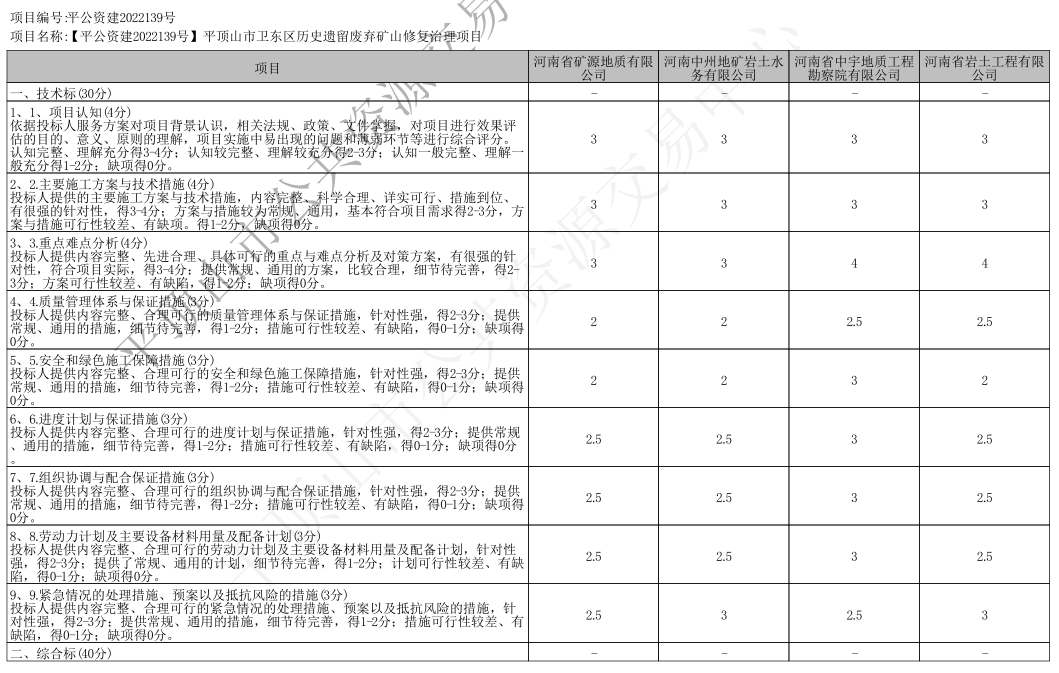 项目编号:平公资建2022139号
项目名称:【平公资建2022139号】平顶山市卫东区历史遗留废弃矿山修复治理项目
项目
河南省矿源地质有限
公司
河南中州地矿岩土水
务有限公司
河南省中宇地质工程
勘察院有限公司
河南省岩土工程有限
公司
一、技术标(30分)
— — — —
1、1、项目认知(4分)
依据投标人服务方案对项目背景认识，相关法规、政策、文件掌握，对项目进行效果评
估的目的、意义、原则的理解，项目实施中易出现的问题和薄弱环节等进行综合评分。
认知完整、理解充分得3-4分；认知较完整、理解较充分得2-3分；认知一般完整、理解一
般充分得1-2分；缺项得0分。
3 3 3 3
2、2.主要施工方案与技术措施(4分)
投标人提供的主要施工方案与技术措施，内容完整、科学合理、详实可行、措施到位、
有很强的针对性，得3-4分；方案与措施较为常规、通用，基本符合项目需求得2-3分，方
案与措施可行性较差、有缺项。得1-2分，缺项得0分。
3 3 3 3
3、3.重点难点分析(4分)
投标人提供内容完整、先进合理、具体可行的重点与难点分析及对策方案，有很强的针
对性，符合项目实际，得3-4分；提供常规、通用的方案，比较合理，细节待完善，得2-
3分；方案可行性较差、有缺陷，得1-2分；缺项得0分。
3 3 4 4
4、4.质量管理体系与保证措施(3分)
投标人提供内容完整、合理可行的质量管理体系与保证措施，针对性强，得2-3分；提供
常规、通用的措施，细节待完善，得1-2分；措施可行性较差、有缺陷，得0-1分；缺项得
0分。
2 2 2.5 2.5
5、5.安全和绿色施工保障措施(3分)
投标人提供内容完整、合理可行的安全和绿色施工保障措施，针对性强，得2-3分；提供
常规、通用的措施，细节待完善，得1-2分；措施可行性较差、有缺陷，得0-1分；缺项得
0分。
2 2 3 2
6、6.进度计划与保证措施(3分)
投标人提供内容完整、合理可行的进度计划与保证措施，针对性强，得2-3分；提供常规
、通用的措施，细节待完善，得1-2分；措施可行性较差、有缺陷，得0-1分；缺项得0分
。
2.5 2.5 3 2.5
7、7.组织协调与配合保证措施(3分)
投标人提供内容完整、合理可行的组织协调与配合保证措施，针对性强，得2-3分；提供
常规、通用的措施，细节待完善，得1-2分；措施可行性较差、有缺陷，得0-1分；缺项得
0分。
2.5 2.5 3 2.5
8、8.劳动力计划及主要设备材料用量及配备计划(3分)
投标人提供内容完整、合理可行的劳动力计划及主要设备材料用量及配备计划，针对性
强，得2-3分；提供了常规、通用的计划，细节待完善，得1-2分；计划可行性较差、有缺
陷，得0-1分；缺项得0分。
2.5 2.5 3 2.5
9、9.紧急情况的处理措施、预案以及抵抗风险的措施(3分)
投标人提供内容完整、合理可行的紧急情况的处理措施、预案以及抵抗风险的措施，针
对性强，得2-3分；提供常规、通用的措施，细节待完善，得1-2分；措施可行性较差、有
缺陷，得0-1分；缺项得0分。
2.5 3 2.5 3
二、综合标(40分)
— — — —
平顶山市公共资源交易
平顶山市公共资源交易中心